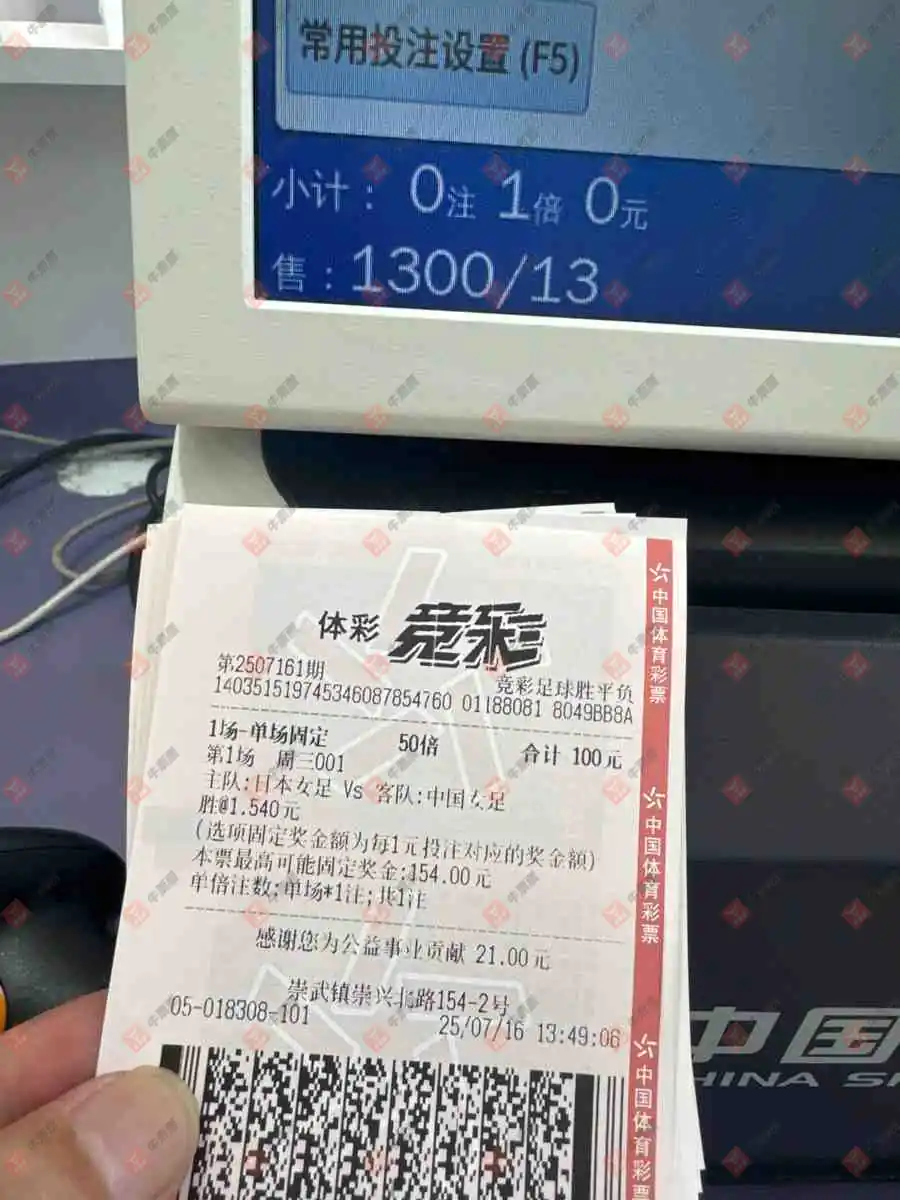 常用投注设置 (F5)
小计： 0注 1倍 0元
售：1300/13
体彩 竞彩
第2507161期
竞彩足球胜平负
140351519745346087854760 01188081 8049BB8A
1场-单场固定 50倍 合计 100元
第1场 周三001
主队:日本女足 Vs 客队:中国女足
胜@1.540元
(选项固定奖金额为每1元投注对应的奖金额)
本票最高可能固定奖金:154.00元
单倍注数:单场*1注;共1注
感谢您为公益事业贡献 21.00元
崇武镇崇兴北路154-2号
05-018308-101 25/07/16 13:49:06
中国体育彩票
中国体育彩票
中国体育彩票
中国
HINA S